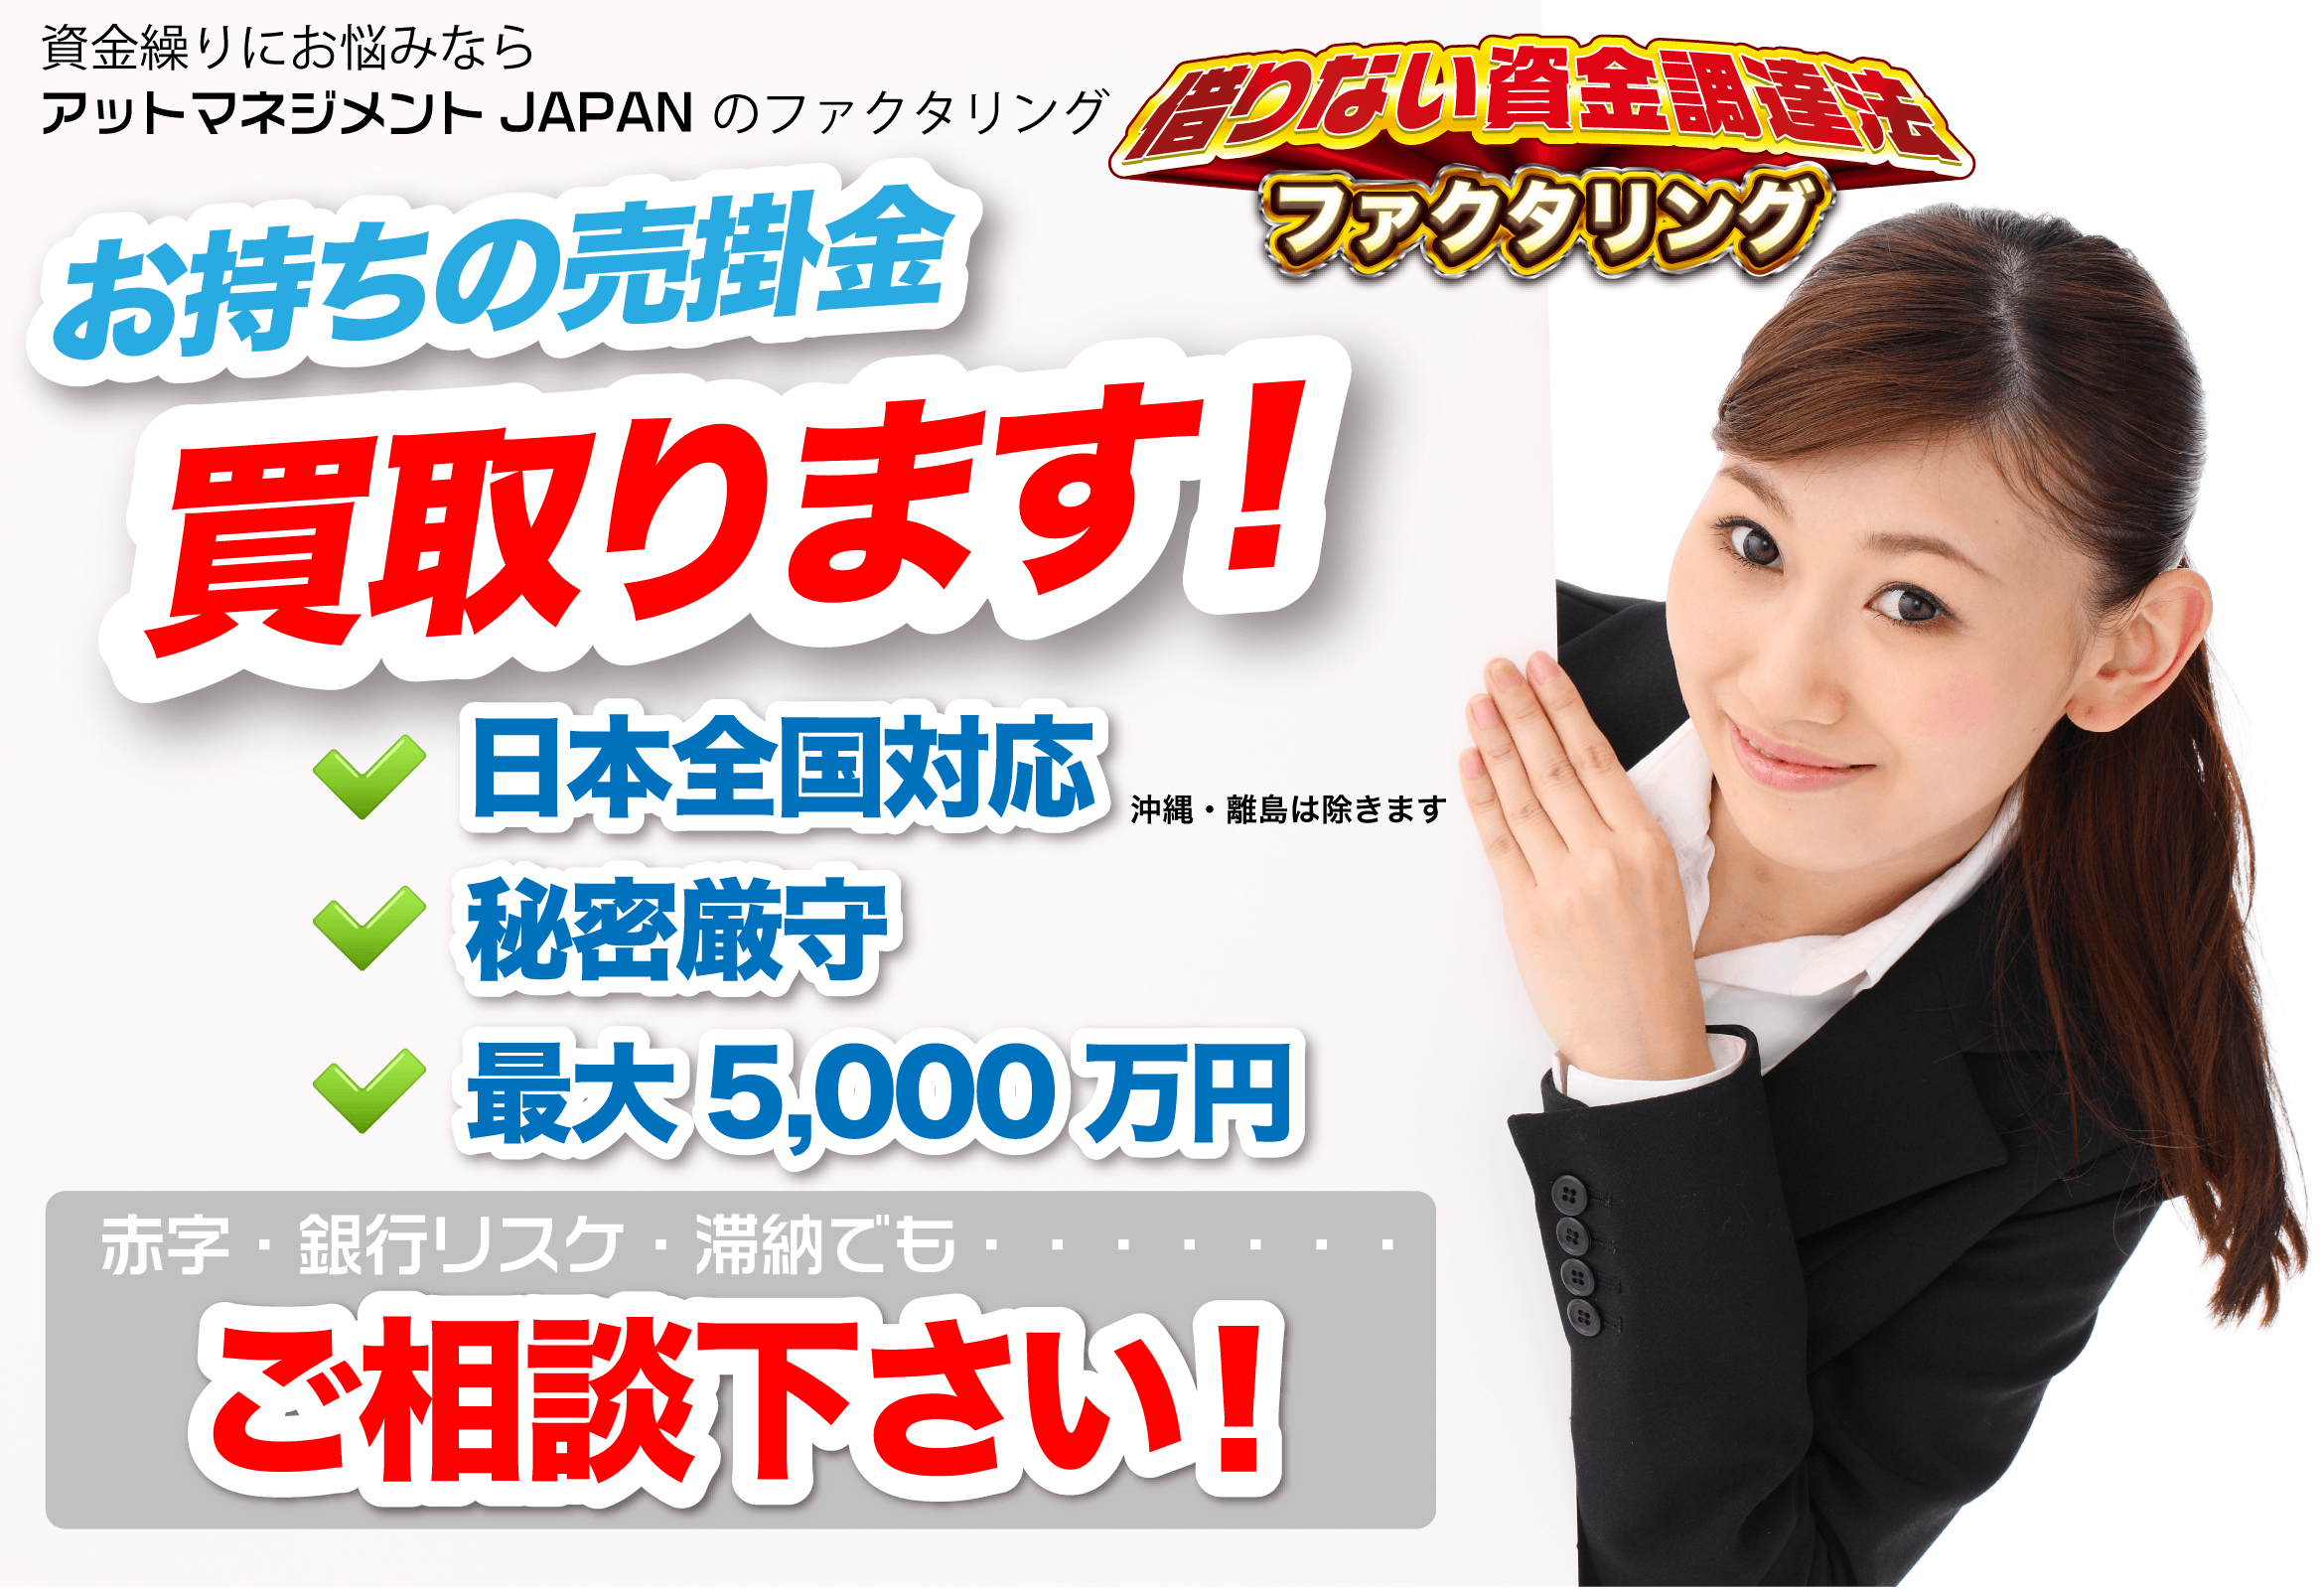 資金繰りにお悩みなら
アットマネジメント JAPAN のファクタリング
借りない資金調達法
ファクタリング
お持ちの売掛金
買取ります!
日本全国対応
沖縄・離島は除きます
秘密厳守
最大 5,000 万円
赤字・銀行リスケ・滞納でも・・・・・・・・
ご相談下さい!